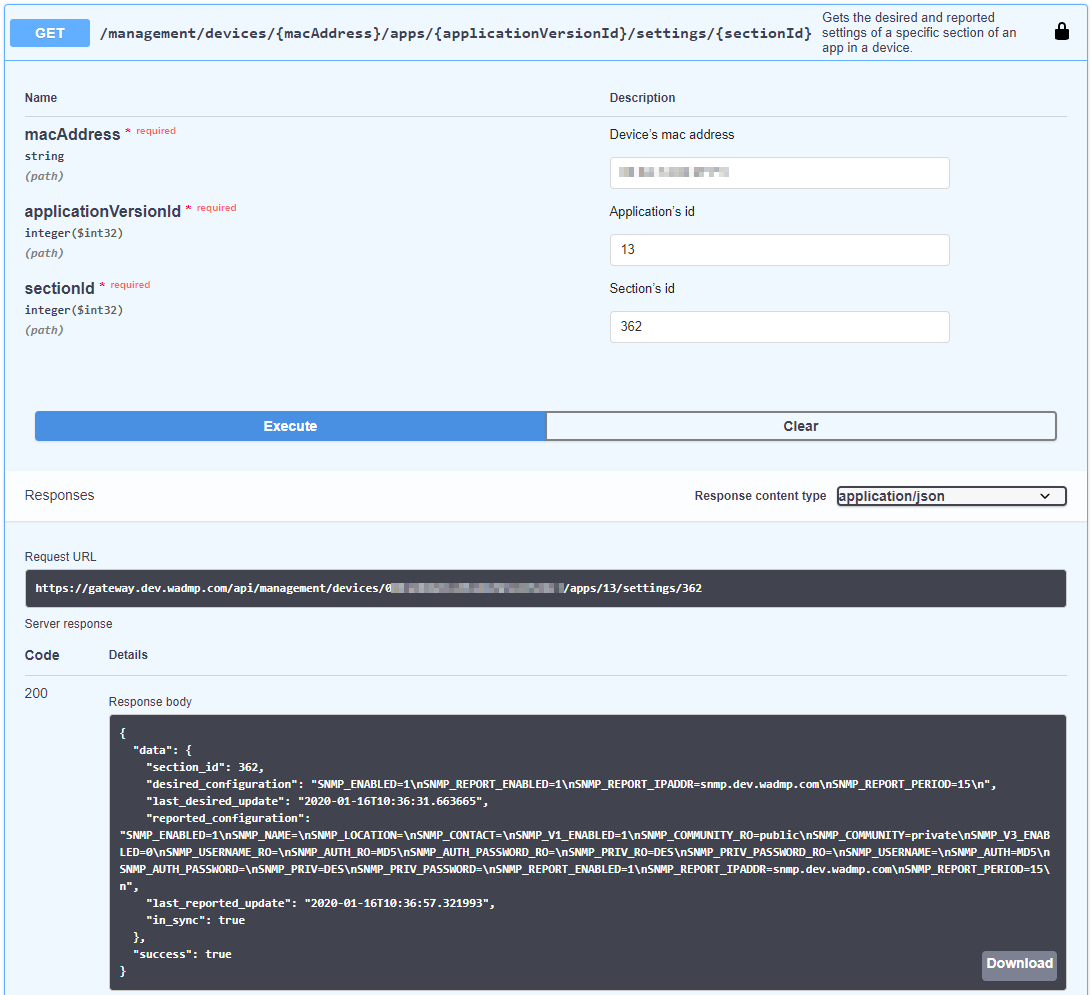 GET /management/devices/{macAddress}/apps/{applicationVersionId}/settings/{sectionId}
Gets the desired and reported
settings of a specific section of an
app in a device.
Name Description
macAddress * required
string
(path)
Device's mac address
applicationVersionId * required
integer($int32)
(path)
Application's id
13
sectionId * required
integer($int32)
(path)
Section's id
362
Execute Clear
Responses Response content type application/json
Request URL
https://gateway.dev.wadmp.com/api/management/devices/0 /apps/13/settings/362
Server response
Code Details
200
Response body
{
"data": {
"section_id": 362,
"desired_configuration": "SNMP_ENABLED=1\nSNMP_REPORT_ENABLED=1\nSNMP_REPORT_IPADDR=snmp.dev.wadmp.com\nSNMP_REPORT_PERIOD=15\n",
"last_desired_update": "2020-01-16T10:36:31.663665",
"reported_configuration":
"SNMP_ENABLED=1\nSNMP_NAME=\nSNMP_LOCATION=\nSNMP_CONTACT=\nSNMP_V1_ENABLED=1\nSNMP_COMMUNITY_RO=public\nSNMP_COMMUNITY=private\nSNMP_V3_ENAB
LED=0\nSNMP_USERNAME_RO=\nSNMP_AUTH_RO=MD5\nSNMP_AUTH_PASSWORD_RO=\nSNMP_PRIV_RO=DES\nSNMP_PRIV_PASSWORD_RO=\nSNMP_USERNAME=\nSNMP_AUTH=MD5\n
SNMP_AUTH_PASSWORD=\nSNMP_PRIV=DES\nSNMP_PRIV_PASSWORD=\nSNMP_REPORT_ENABLED=1\nSNMP_REPORT_IPADDR=snmp.dev.wadmp.com\nSNMP_REPORT_PERIOD=15\
n",
"last_reported_update": "2020-01-16T10:36:57.321993",
"in_sync": true
},
"success": true
}
Download